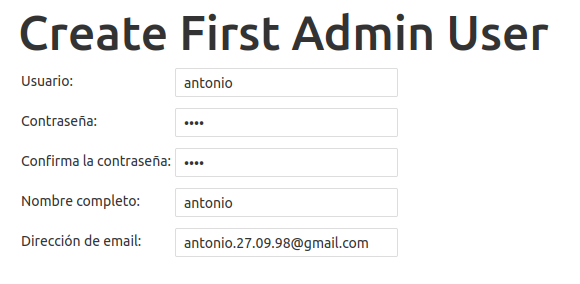 Create First Admin User
Usuario: antonio
Contraseña: ••••
Confirma la contraseña: ••••
Nombre completo: antonio
Dirección de email: antonio.27.09.98@gmail.com